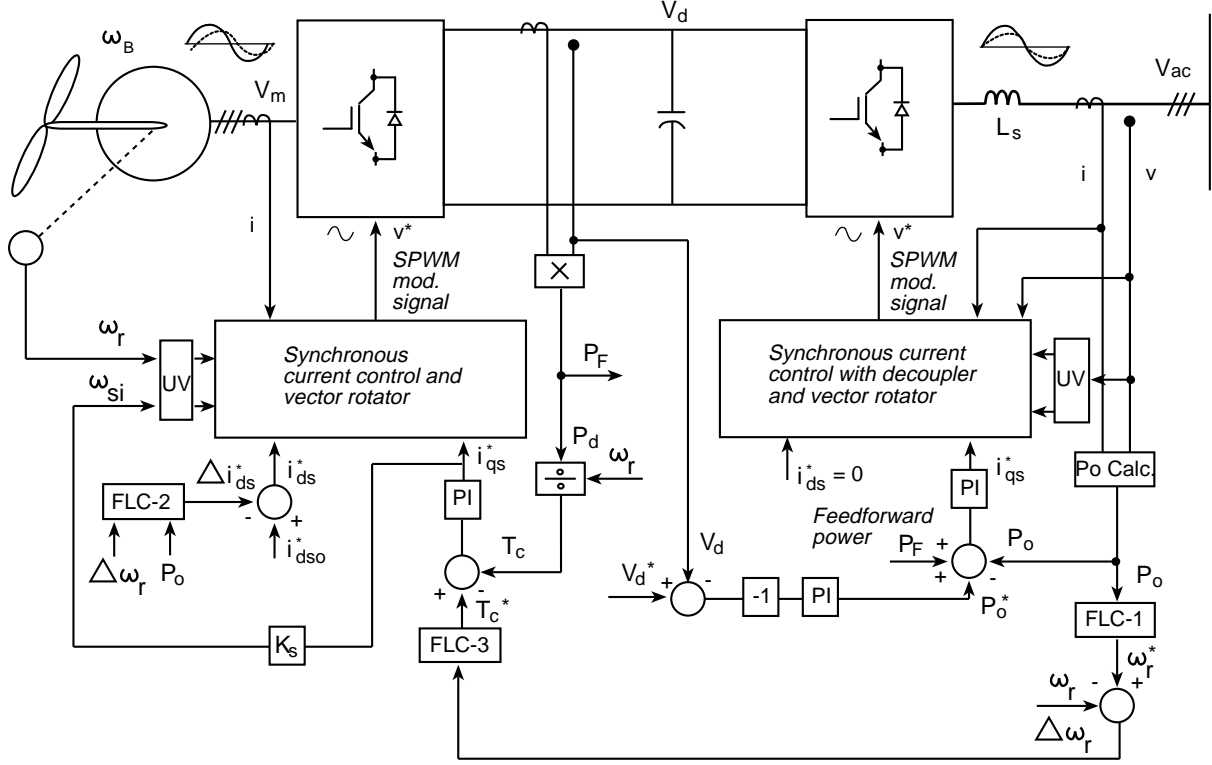 ω_B
V_m
V_d
L_s
V_ac
i
i
v
v*
SPWM
mod.
signal
v*
SPWM
mod.
signal
×
ω_r
ω_si
UV
Synchronous
current control and
vector rotator
P_F
Synchronous current
control with decoupler
and vector rotator
UV
P_d
÷
ω_r
Δi*_ds
i*_ds
i*_qs
i*_ds = 0
i*_qs
Po Calc.
FLC-2
-
+
PI
PI
Δω_r
P_o
i*_dso
T_c
Feedforward
power
P_F
+
+
-
P_o
V_d
V_d*
+
-
-1
PI
P_o*
P_o
+
-
T_c*
FLC-1
K_s
FLC-3
ω_r*
ω_r
-
+
Δω_r